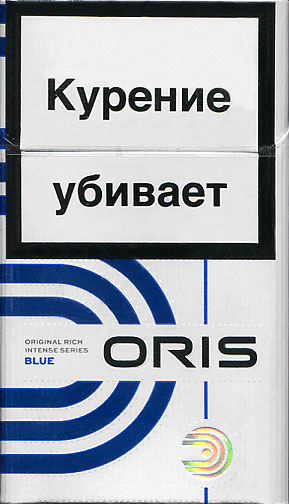 Курение
убивает
ORIGINAL RICH
INTENSE SERIES
BLUE
ORIS